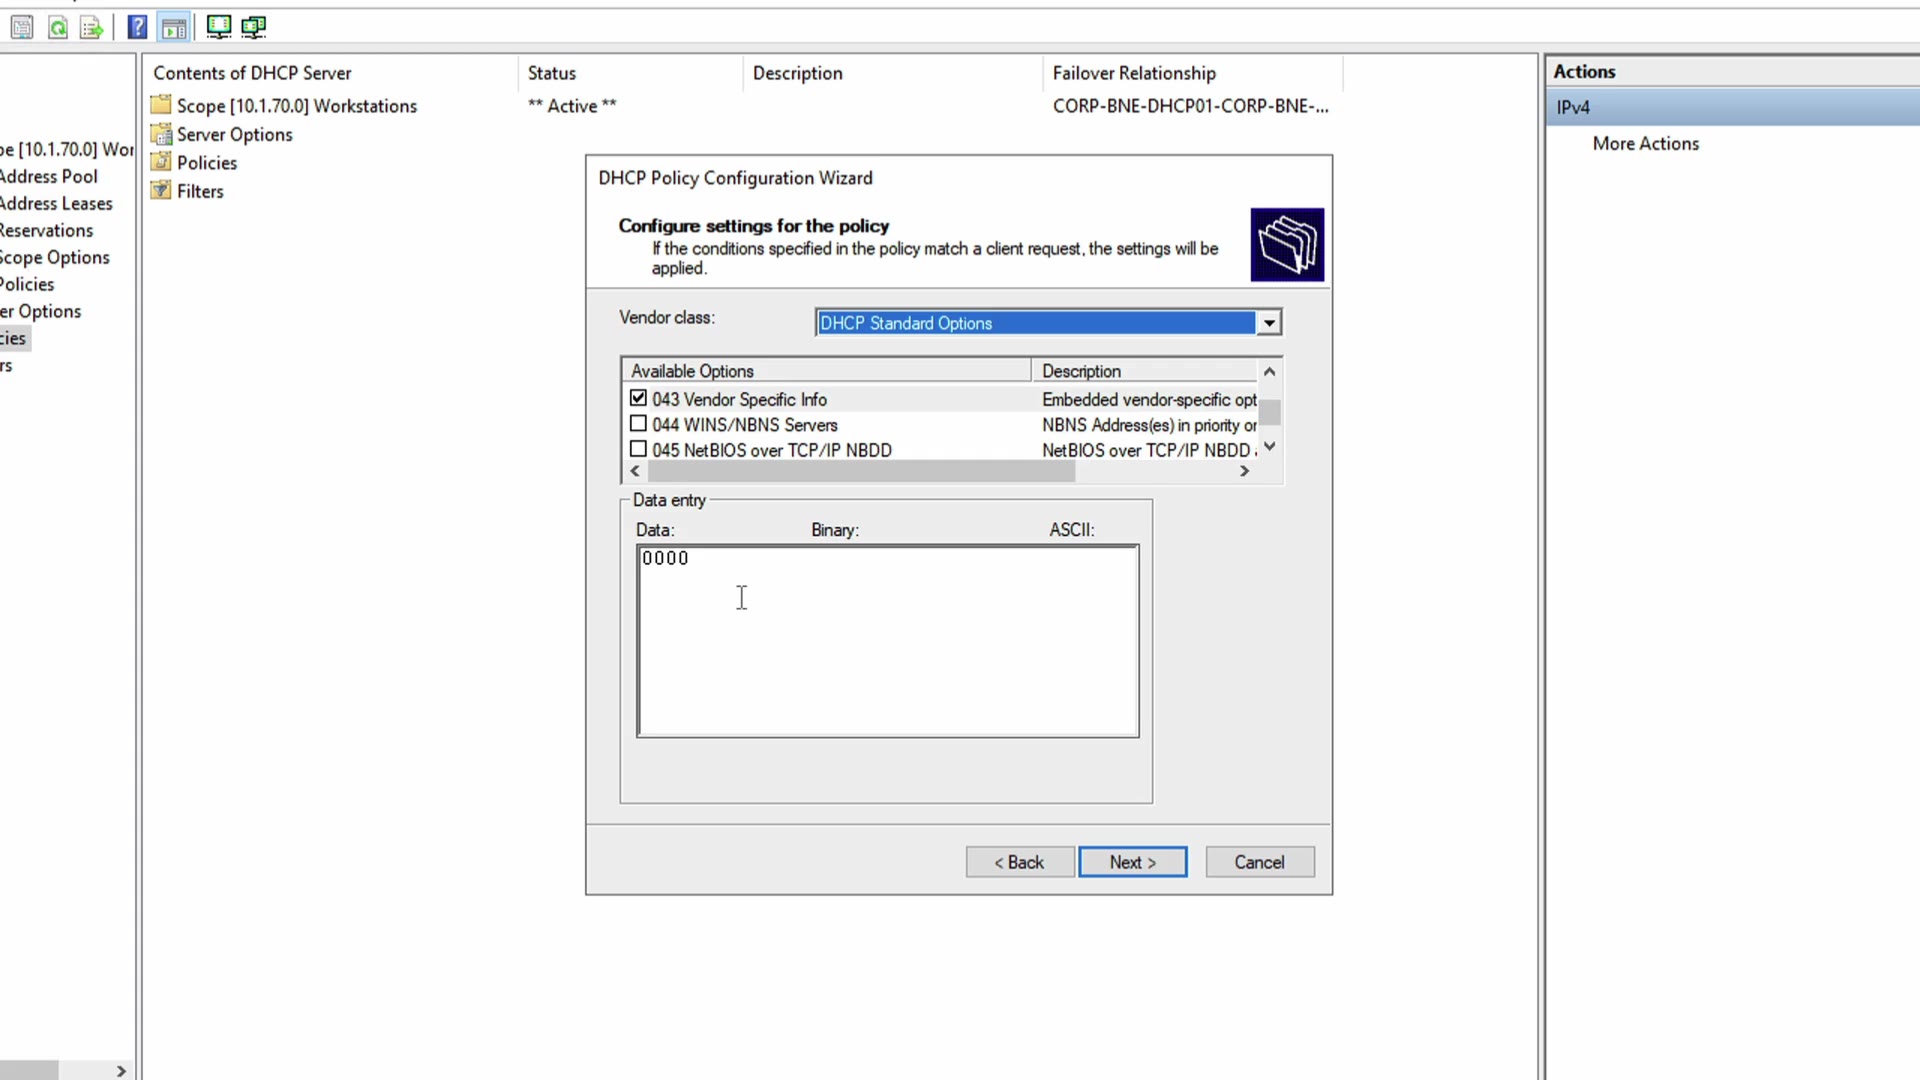 Contents of DHCP Server Status Description Failover Relationship
Scope [10.1.70.0] Workstations ** Active ** CORP-BNE-DHCP01-CORP-BNE-...
Server Options
Policies
Filters
pe [10.1.70.0] Wor
Address Pool
Address Leases
Reservations
Scope Options
Policies
er Options
cies
rs
DHCP Policy Configuration Wizard
Configure settings for the policy
If the conditions specified in the policy match a client request, the settings will be
applied.
Vendor class: DHCP Standard Options
Available Options Description
043 Vendor Specific Info Embedded vendor-specific opt
044 WINS/NBNS Servers NBNS Address(es) in priority or
045 NetBIOS over TCP/IP NBDD NetBIOS over TCP/IP NBDD
Data entry
Data: Binary: ASCII:
0000
< Back Next > Cancel
Actions
IPv4
More Actions